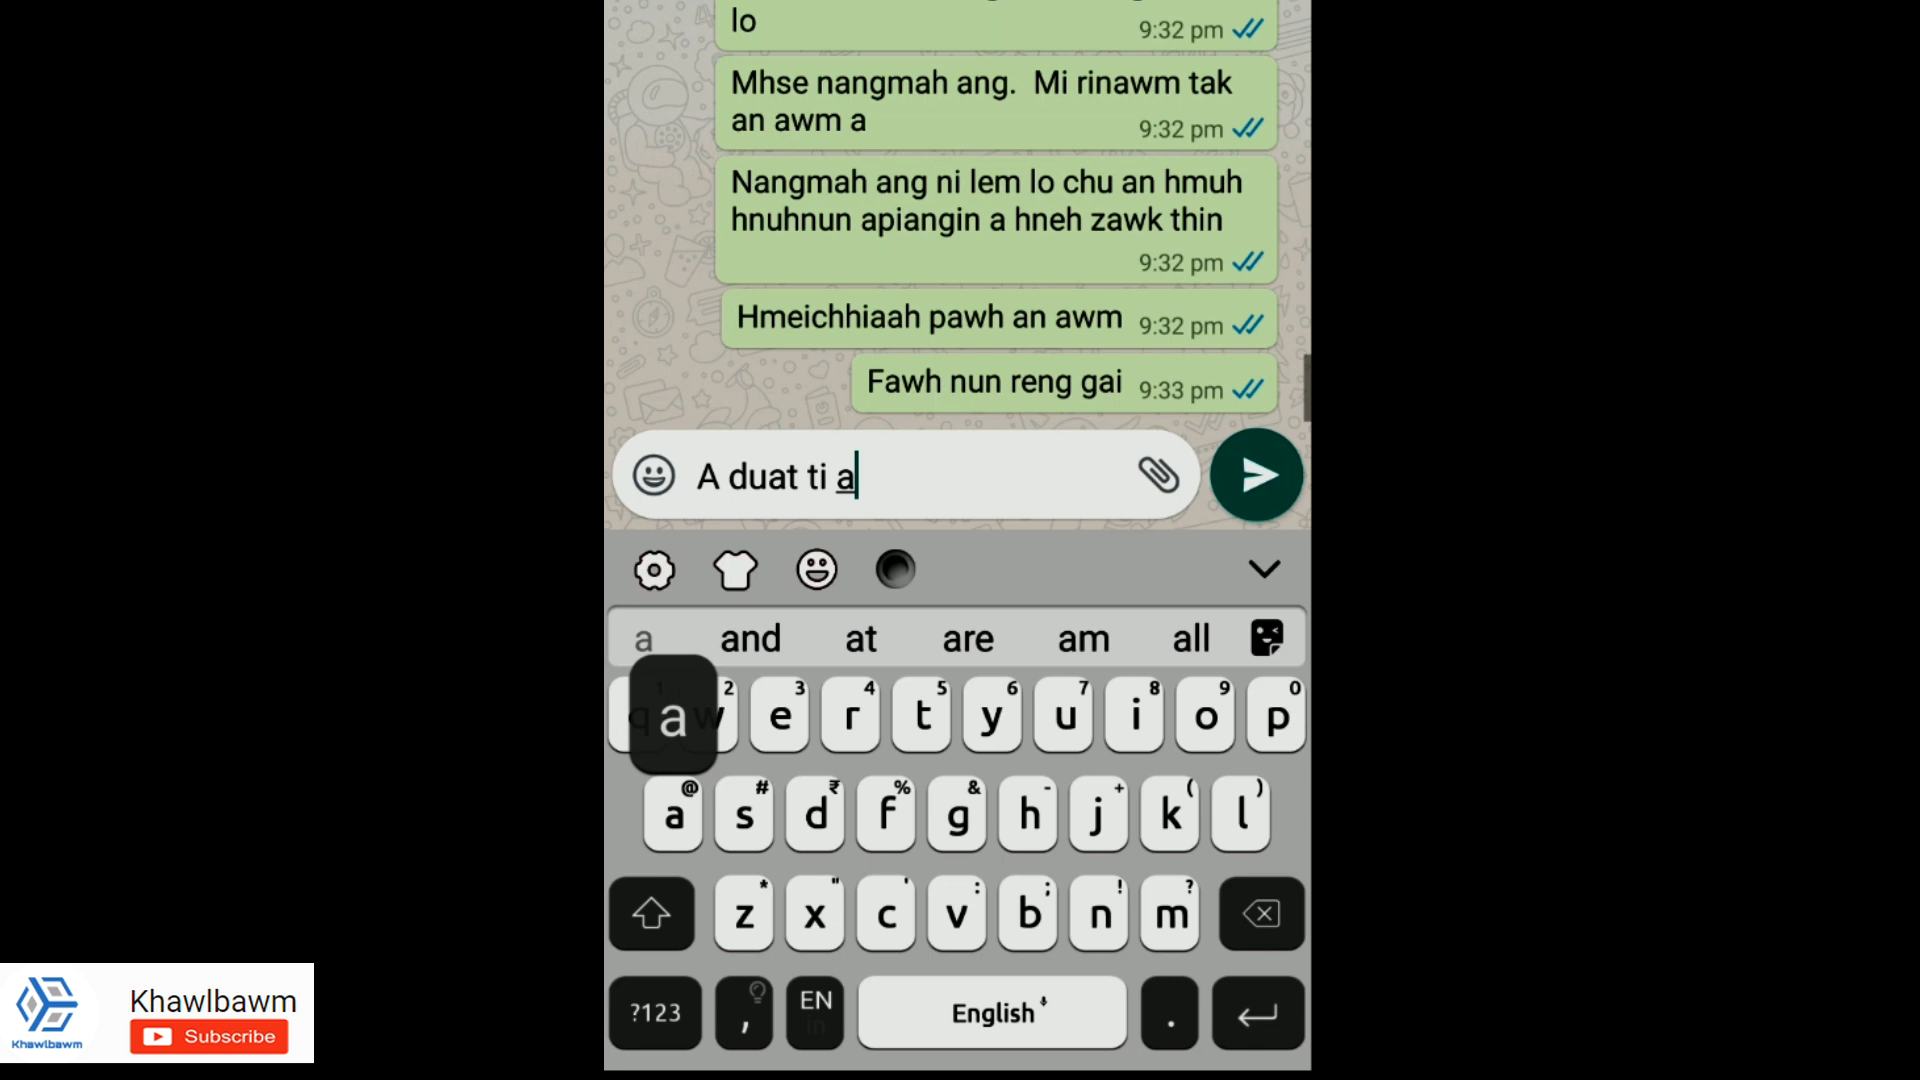 lo
9:32 pm
Mhse nangmah ang. Mi rinawm tak
an awm a
9:32 pm
Nangmah ang ni lem lo chu an hmuh
hnuhnun apiangin a hneh zawk thin
9:32 pm
Hmeichhiaah pawh an awm 9:32 pm
Fawh nun reng gai 9:33 pm
A duat ti a
a and at are am all
a
1 2 3 4 5 6 7 8 9 0
q w e r t y u i o p
@ # ₹ % & - + ( )
a s d f g h j k l
* " ' : ; ! ?
z x c v b n m
?123 , EN English .
Khawlbawm
Subscribe
Khawlbawm